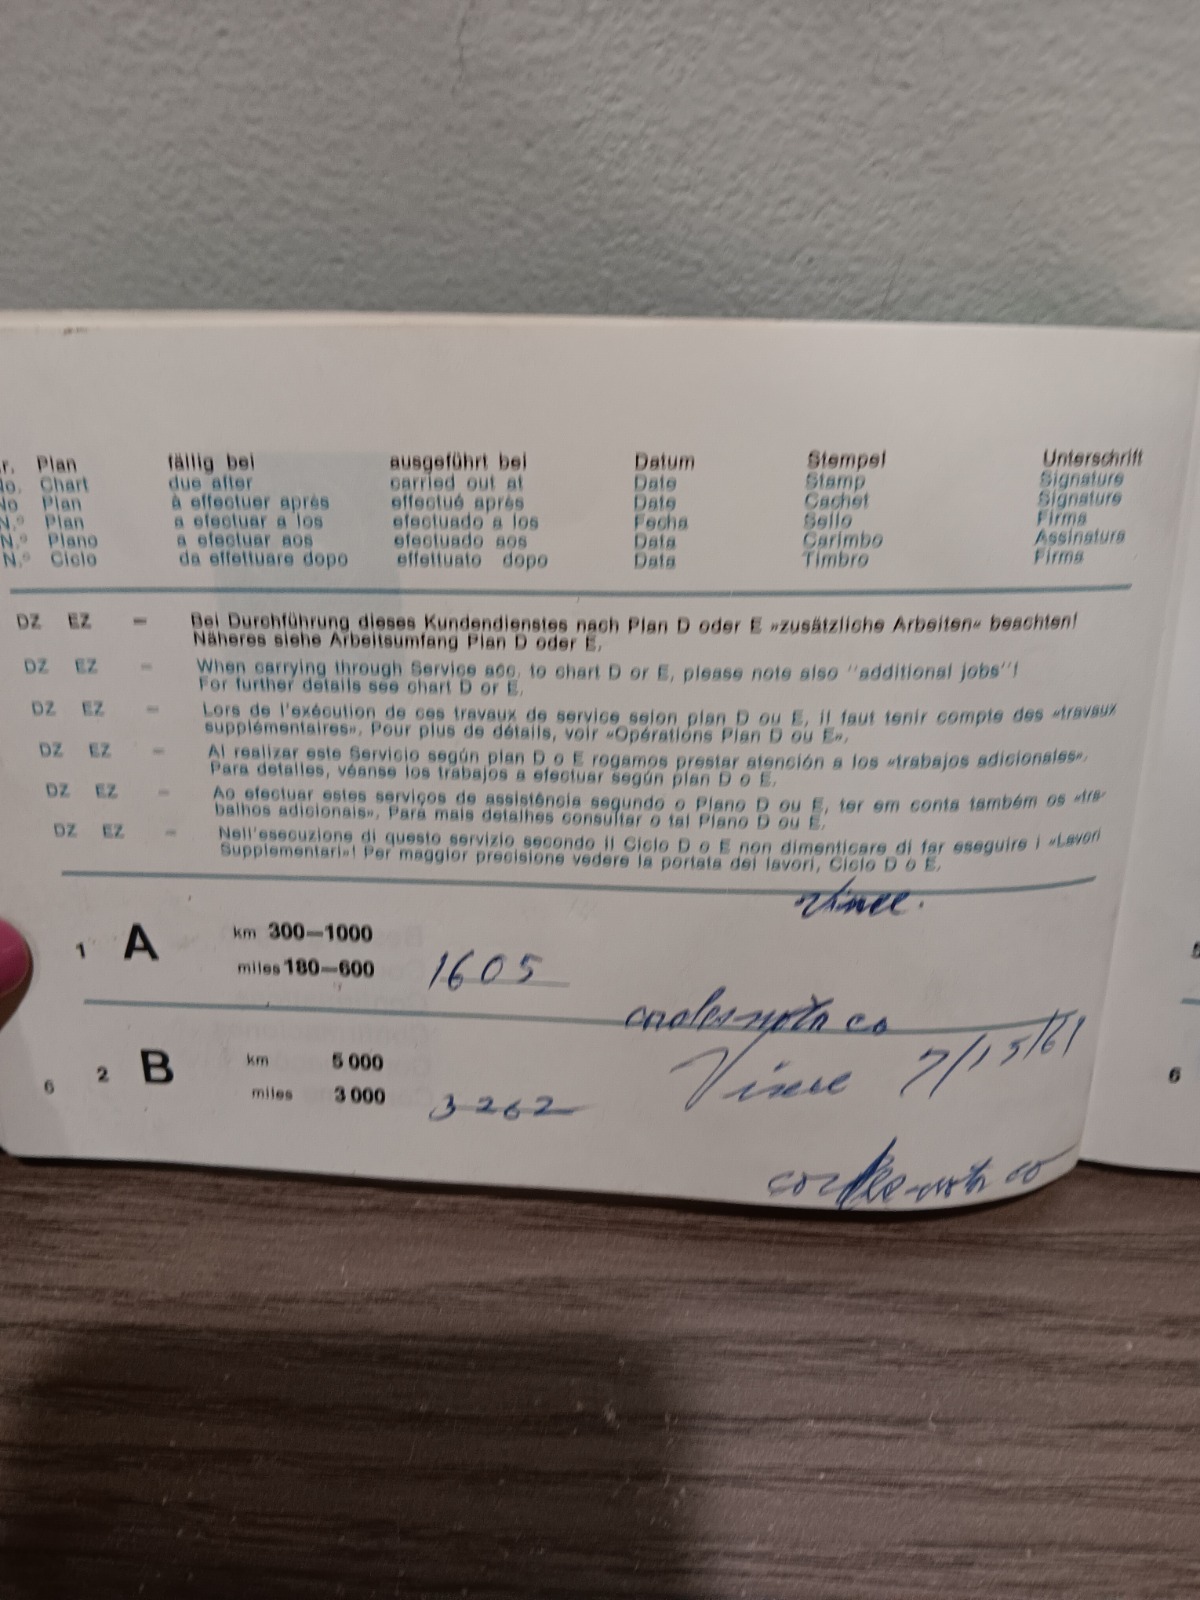 r. Plan fällig bei ausgeführt bei Datum Stempel Unterschrift
No. Chart due after carried out at Date Stamp Signature
No Plan à effectuer après effectué après Date Cachet Signature
N.º Plan a efectuar a los efectuado a los Fecha Sello Firma
N.º Plano a efectuar aos efectuado aos Data Carimbo Assinatura
N.º Ciclo da effettuare dopo effettuato dopo Data Timbro Firma
DZ EZ – Bei Durchführung dieses Kundendienstes nach Plan D oder E »zusätzliche Arbeiten« beachten!
Näheres siehe Arbeitsumfang Plan D oder E.
DZ EZ – When carrying through Service acc. to chart D or E, please note also "additional jobs"!
For further details see chart D or E.
DZ EZ – Lors de l'exécution de ces travaux de service selon plan D ou E, il faut tenir compte des «travaux
supplémentaires». Pour plus de détails, voir «Opérations Plan D ou E».
DZ EZ – Al realizar este Servicio según plan D o E rogamos prestar atención a los «trabajos adicionales».
Para detalles, véanse los trabajos a efectuar según plan D o E.
DZ EZ – Ao efectuar estes serviços de assistência segundo o Plano D ou E, ter em conta também os «tra-
balhos adicionais». Para mais detalhes consultar o tal Plano D ou E.
DZ EZ – Nell'esecuzione di questo servizio secondo il Ciclo D o E non dimenticare di far eseguire i «Lavori
Supplementari»! Per maggior precisione vedere la portata dei lavori, Ciclo D o E.
Vince.
1 A km 300–1000
miles 180–600 1605
co
2 B km 5 000 Vince 7/15/61
6 miles 3 000 3262
co
5
6